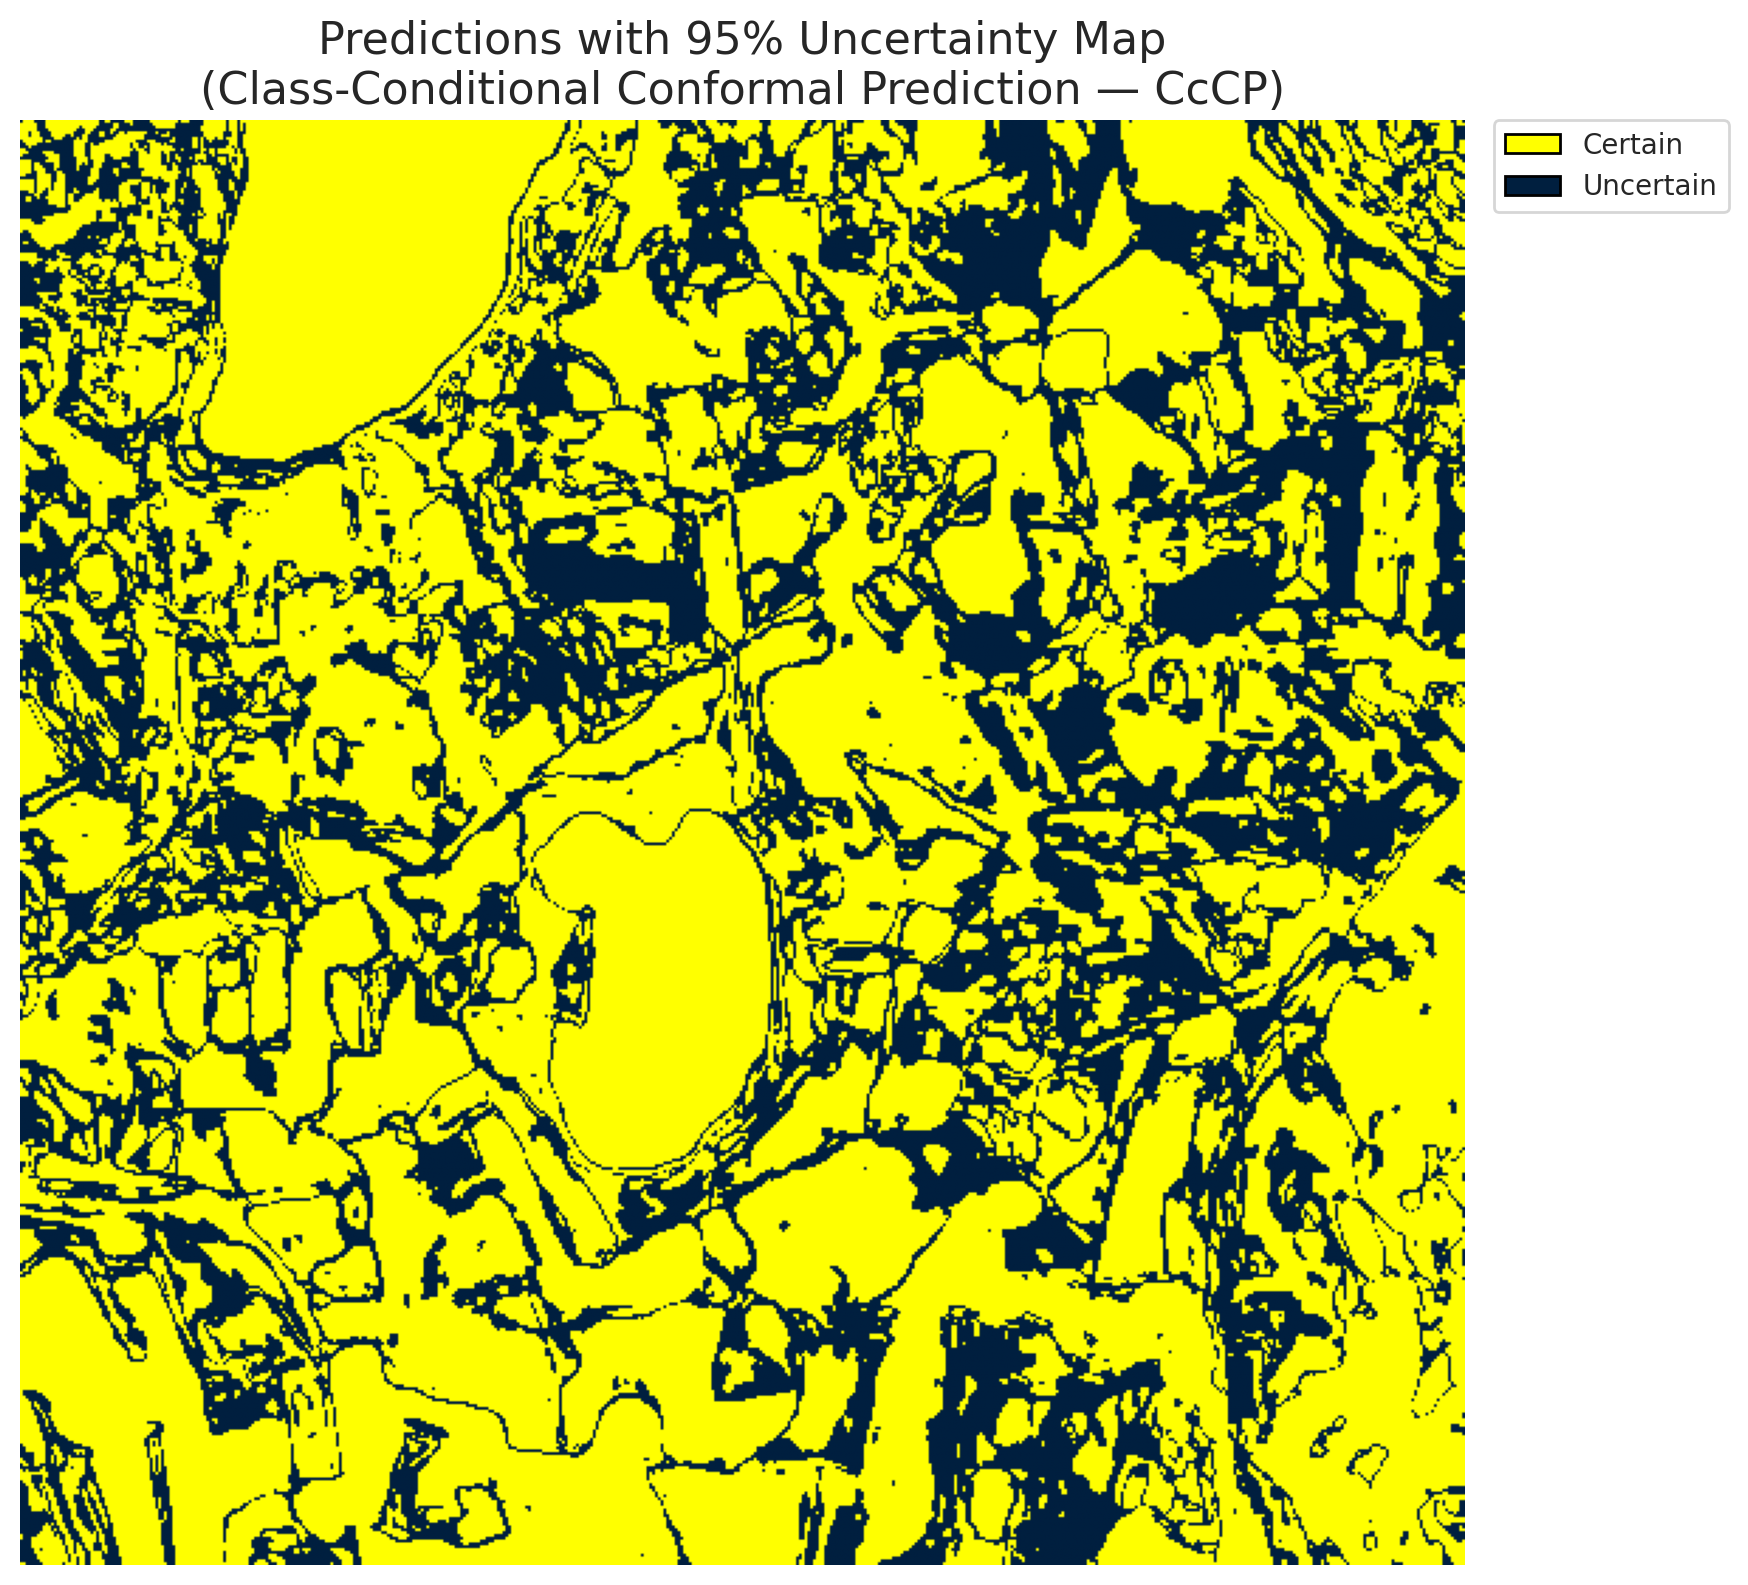 Predictions with 95% Uncertainty Map
(Class-Conditional Conformal Prediction — CcCP)
Certain
Uncertain